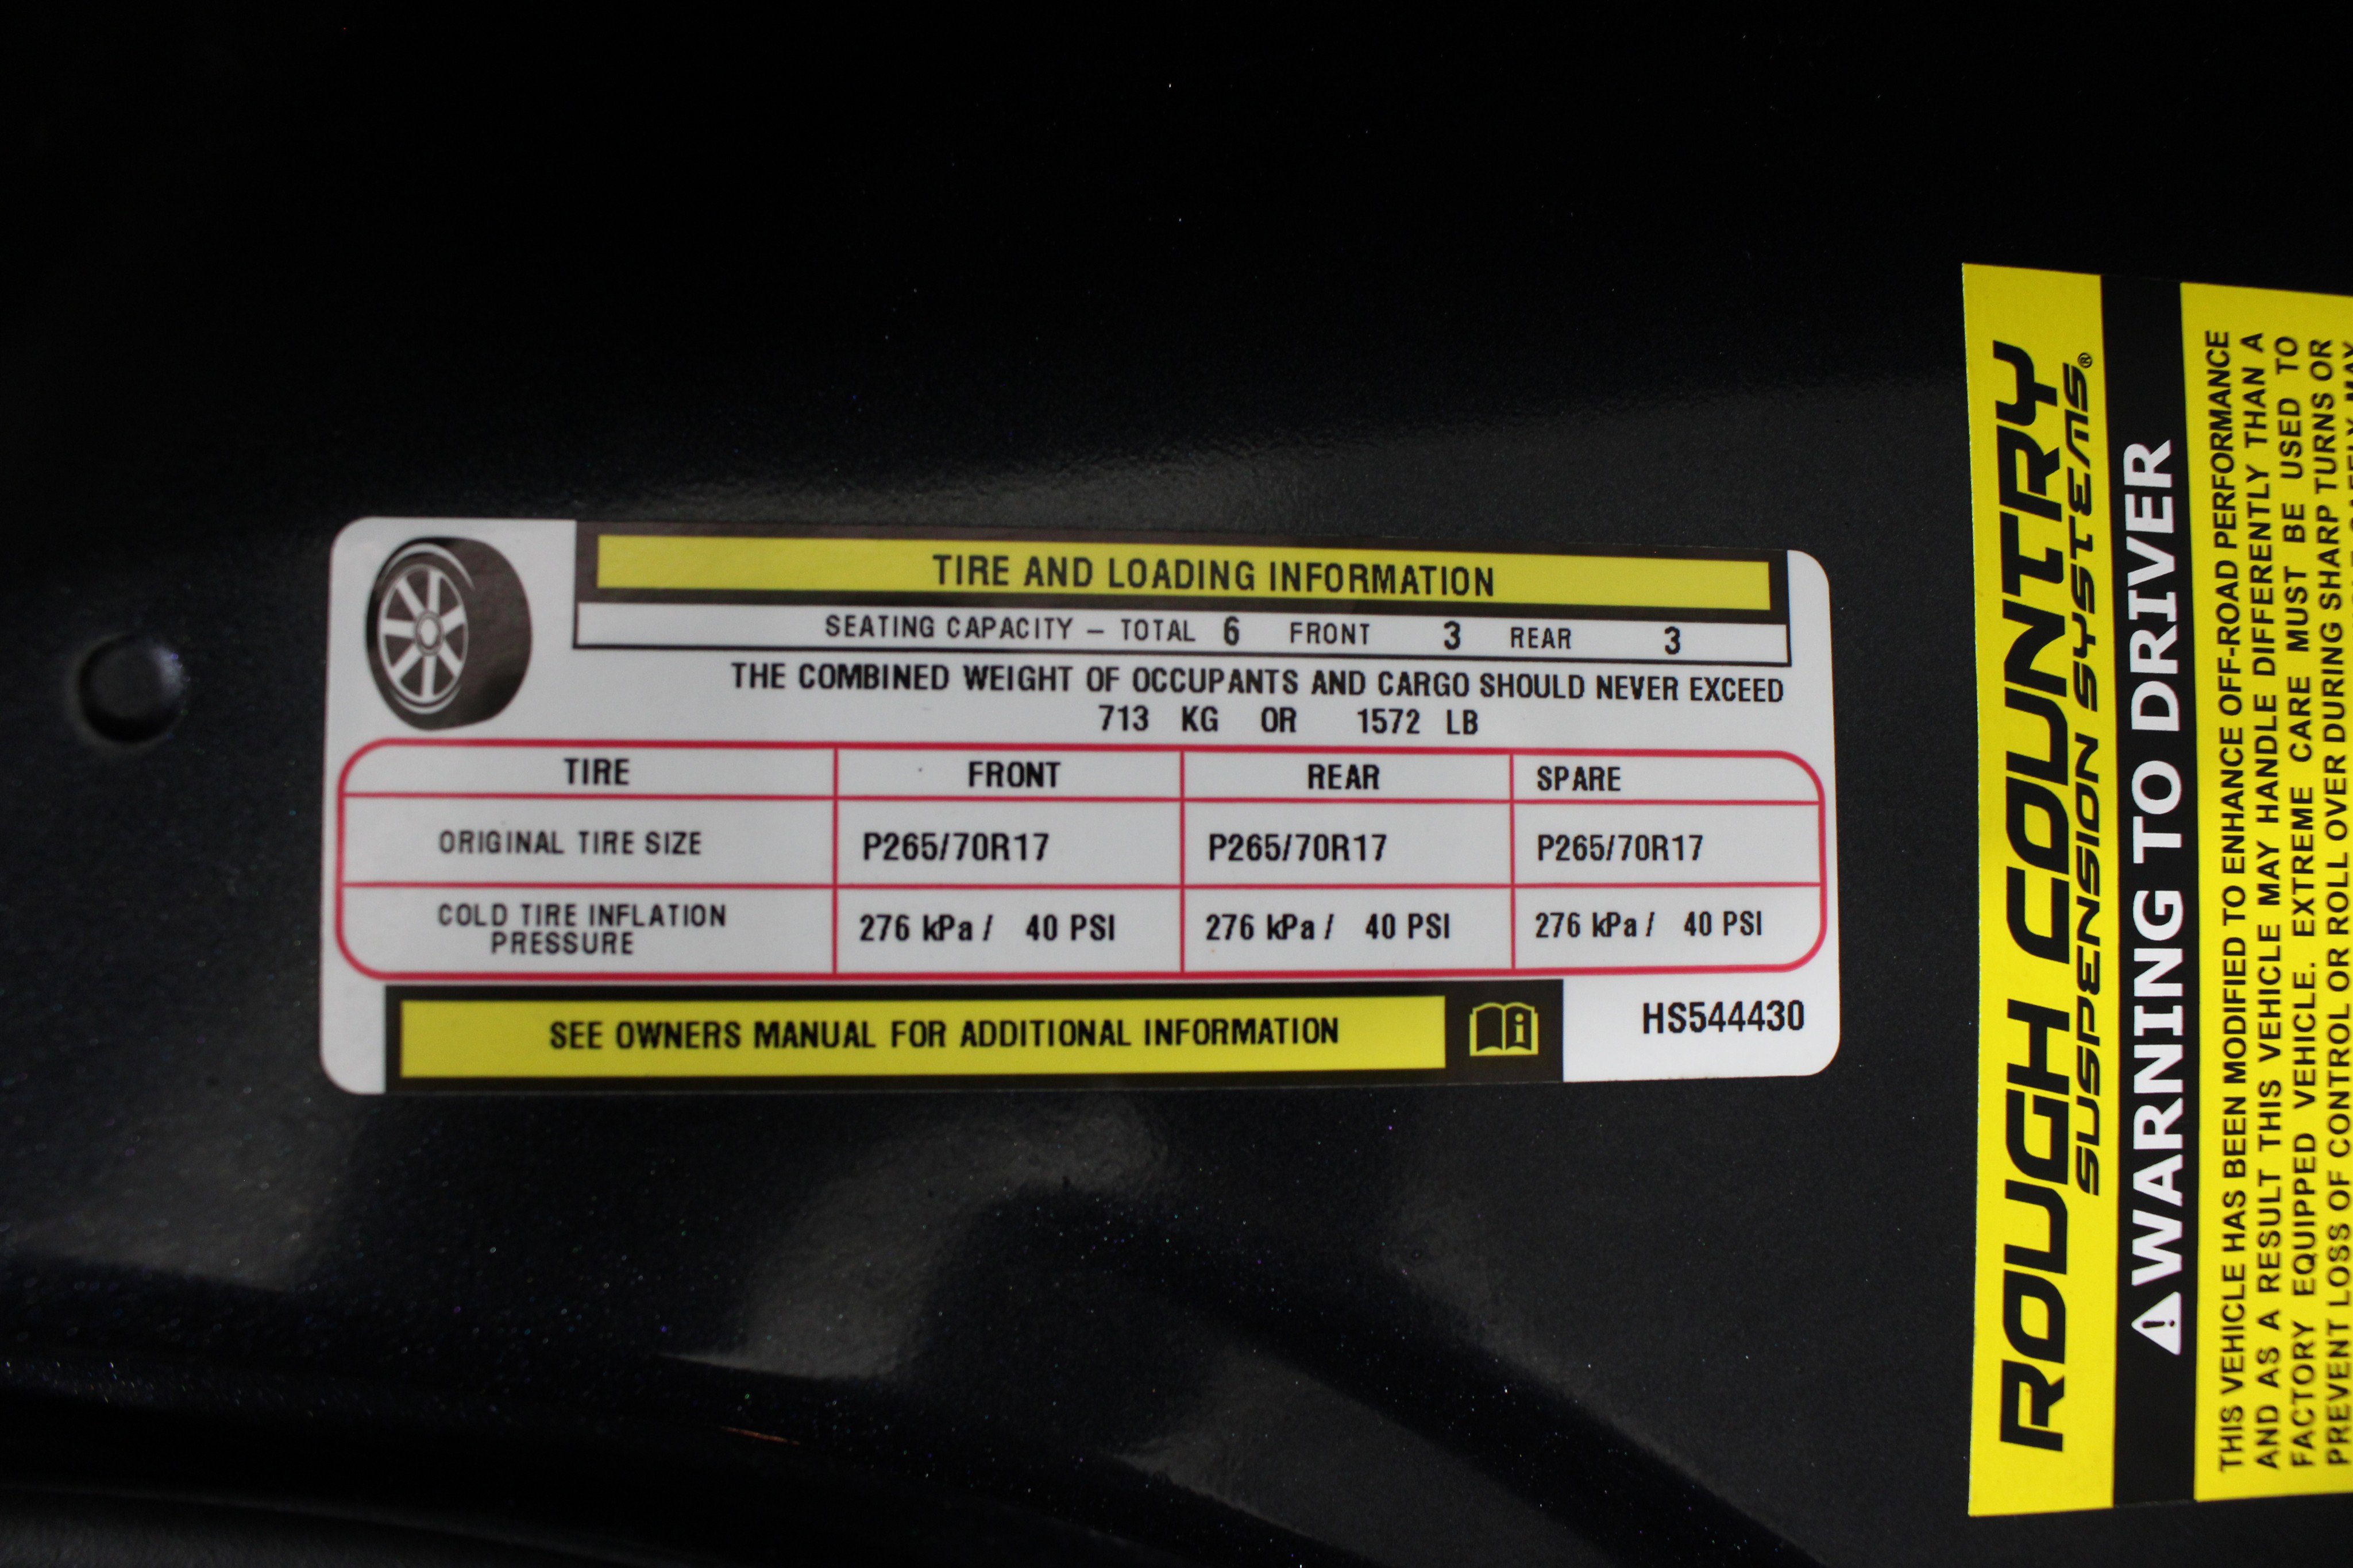 TIRE AND LOADING INFORMATION
SEATING CAPACITY – TOTAL 6 FRONT 3 REAR 3
THE COMBINED WEIGHT OF OCCUPANTS AND CARGO SHOULD NEVER EXCEED
713 KG OR 1572 LB
TIRE FRONT REAR SPARE
ORIGINAL TIRE SIZE P265/70R17 P265/70R17 P265/70R17
COLD TIRE INFLATION
PRESSURE 276 kPa / 40 PSI 276 kPa / 40 PSI 276 kPa / 40 PSI
SEE OWNERS MANUAL FOR ADDITIONAL INFORMATION
HS544430
ROUGH COUNTRY
SUSPENSION SYSTEMS®
WARNING TO DRIVER
THIS VEHICLE HAS BEEN MODIFIED TO ENHANCE OFF-ROAD PERFORMANCE
AND AS A RESULT THIS VEHICLE MAY HANDLE DIFFERENTLY THAN A
FACTORY EQUIPPED VEHICLE. EXTREME CARE MUST BE USED TO
PREVENT LOSS OF CONTROL OR ROLL OVER DURING SHARP TURNS OR